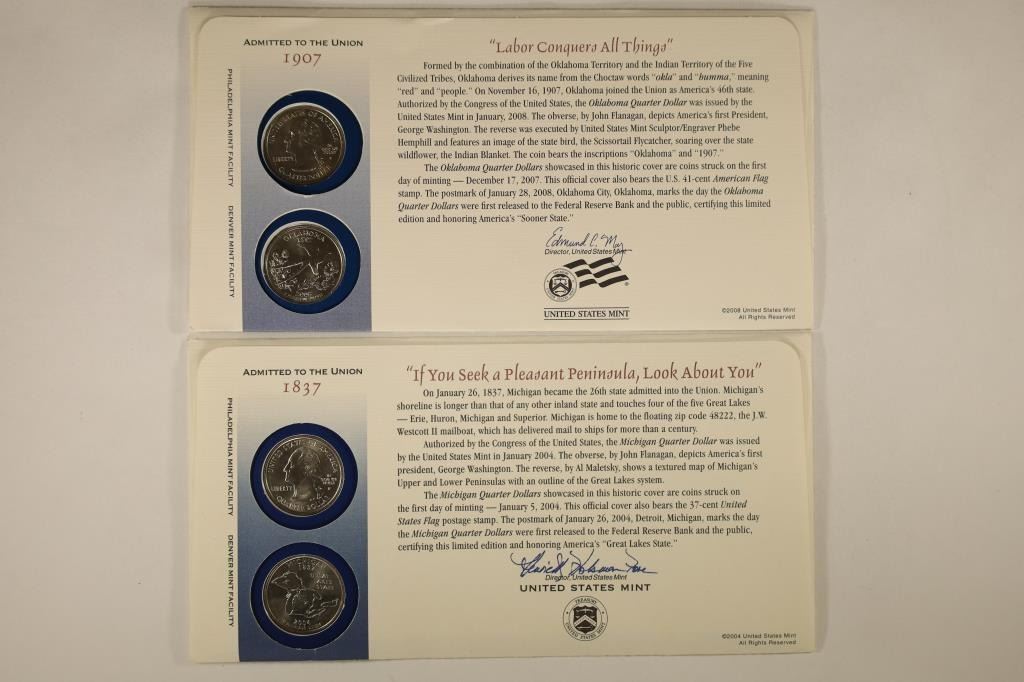 ADMITTED TO THE UNION
1907
PHILADELPHIA MINT FACILITY
DENVER MINT FACILITY
LIBERTY
QUARTER DOLLAR
OKLAHOMA
1907
"Labor Conquers All Things"
Formed by the combination of the Oklahoma Territory and the Indian Territory of the Five
Civilized Tribes, Oklahoma derives its name from the Choctaw words "okla" and "humma," meaning
"red" and "people." On November 16, 1907, Oklahoma joined the Union as America's 46th state.
Authorized by the Congress of the United States, the Oklahoma Quarter Dollar was issued by the
United States Mint in January, 2008. The obverse, by John Flanagan, depicts America's first President,
George Washington. The reverse was executed by United States Mint Sculptor/Engraver Phebe
Hemphill and features an image of the state bird, the Scissortail Flycatcher, soaring over the state
wildflower, the Indian Blanket. The coin bears the inscriptions "Oklahoma" and "1907."
The Oklahoma Quarter Dollars showcased in this historic cover are coins struck on the first
day of minting — December 17, 2007. This official cover also bears the U.S. 41-cent American Flag
stamp. The postmark of January 28, 2008, Oklahoma City, Oklahoma, marks the day the Oklahoma
Quarter Dollars were first released to the Federal Reserve Bank and the public, certifying this limited
edition and honoring America's "Sooner State."
Edmund C. Moy
Director, United States Mint
UNITED STATES MINT
©2008 United States Mint
All Rights Reserved
ADMITTED TO THE UNION
1837
PHILADELPHIA MINT FACILITY
DENVER MINT FACILITY
UNITED STATES OF AMERICA
LIBERTY
QUARTER DOLLAR
1837
GREAT
LAKES
STATE
2004
"If You Seek a Pleasant Peninsula, Look About You"
On January 26, 1837, Michigan became the 26th state admitted into the Union. Michigan's
shoreline is longer than that of any other inland state and touches four of the five Great Lakes
— Erie, Huron, Michigan and Superior. Michigan is home to the floating zip code 48222, the J.W.
Westcott II mailboat, which has delivered mail to ships for more than a century.
Authorized by the Congress of the United States, the Michigan Quarter Dollar was issued
by the United States Mint in January 2004. The obverse, by John Flanagan, depicts America's first
president, George Washington. The reverse, by Al Maletsky, shows a textured map of Michigan's
Upper and Lower Peninsulas with an outline of the Great Lakes system.
The Michigan Quarter Dollars showcased in this historic cover are coins struck on
the first day of minting — January 5, 2004. This official cover also bears the 37-cent United
States Flag postage stamp. The postmark of January 26, 2004, Detroit, Michigan, marks the day
the Michigan Quarter Dollars were first released to the Federal Reserve Bank and the public,
certifying this limited edition and honoring America's "Great Lakes State."
Director, United States Mint
UNITED STATES MINT
©2004 United States Mint
All Rights Reserved